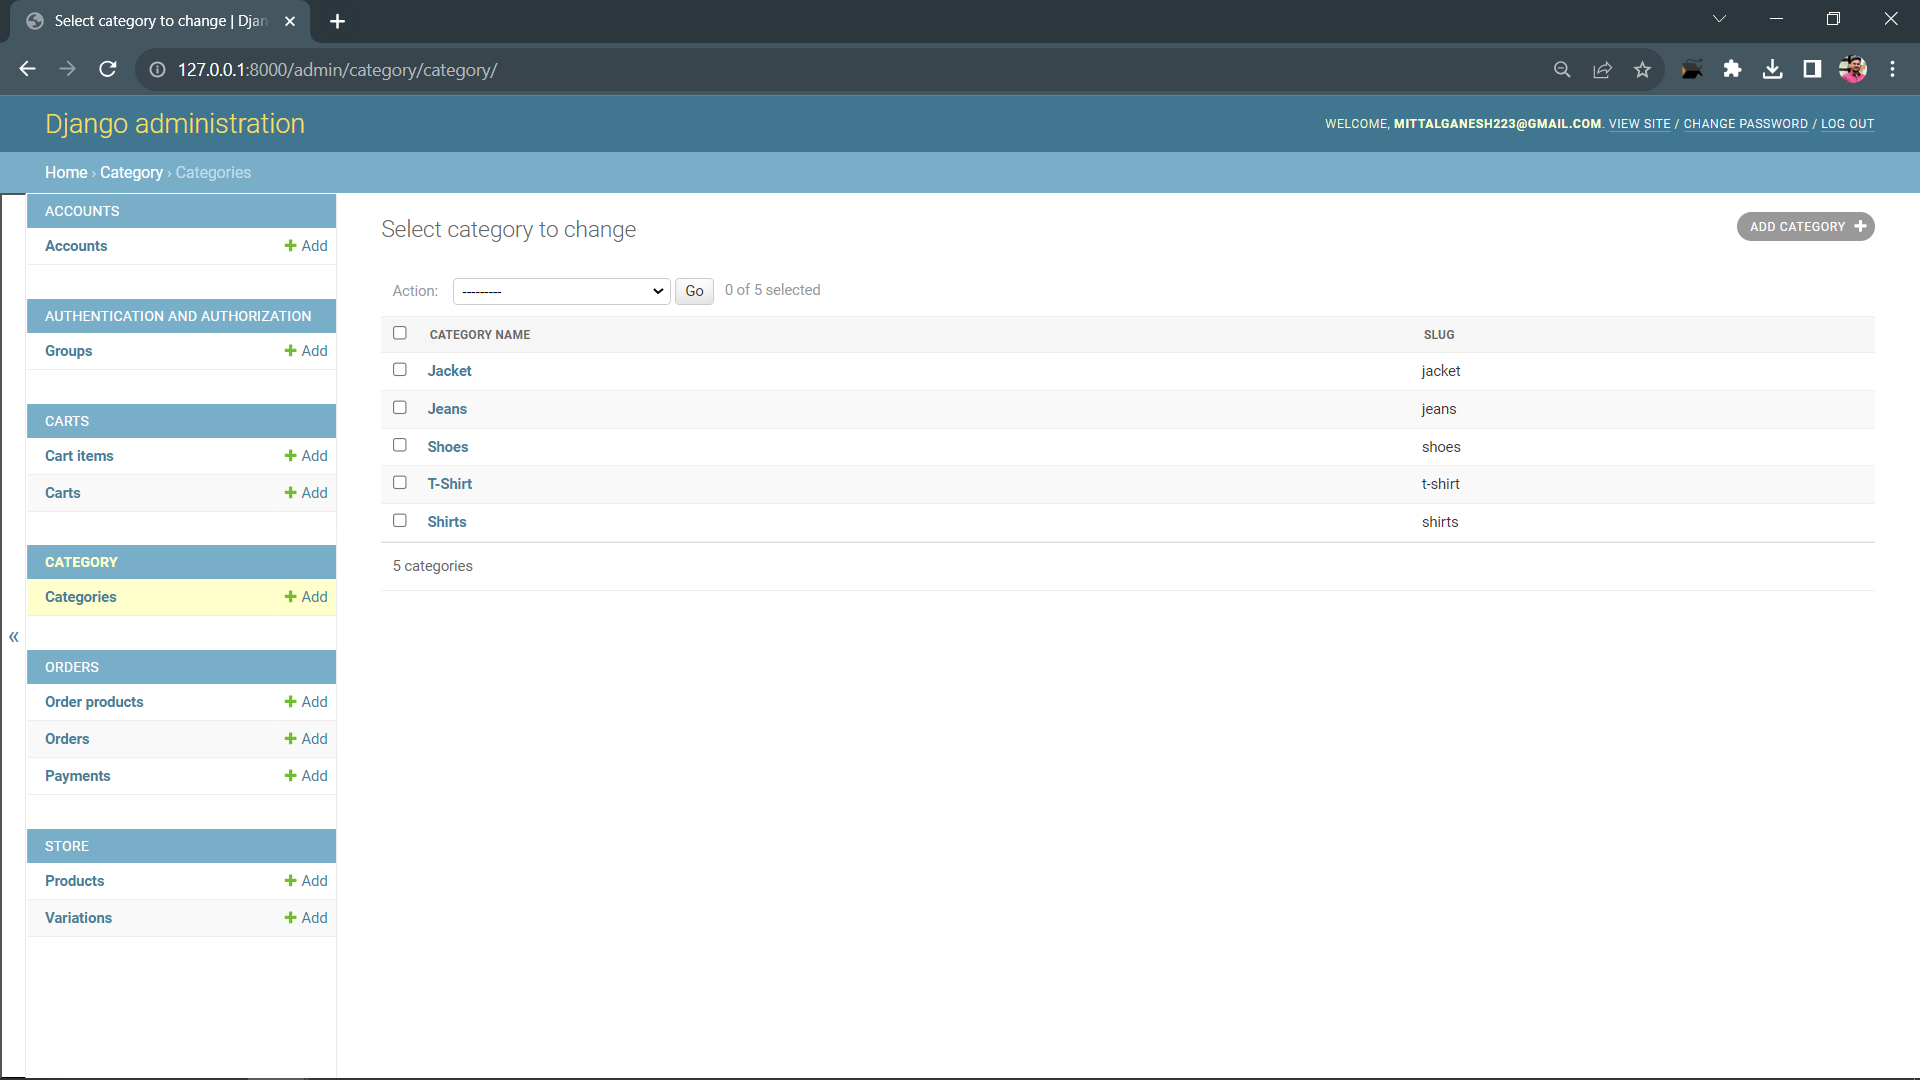 Select category to change | Djan
127.0.0.1:8000/admin/category/category/
Django administration
WELCOME, MITTALGANESH223@GMAIL.COM. VIEW SITE / CHANGE PASSWORD / LOG OUT
Home › Category › Categories
ACCOUNTS
Accounts Add
AUTHENTICATION AND AUTHORIZATION
Groups Add
CARTS
Cart items Add
Carts Add
CATEGORY
Categories Add
«
ORDERS
Order products Add
Orders Add
Payments Add
STORE
Products Add
Variations Add
Select category to change
ADD CATEGORY
Action: --------- Go 0 of 5 selected
CATEGORY NAME SLUG
Jacket jacket
Jeans jeans
Shoes shoes
T-Shirt t-shirt
Shirts shirts
5 categories